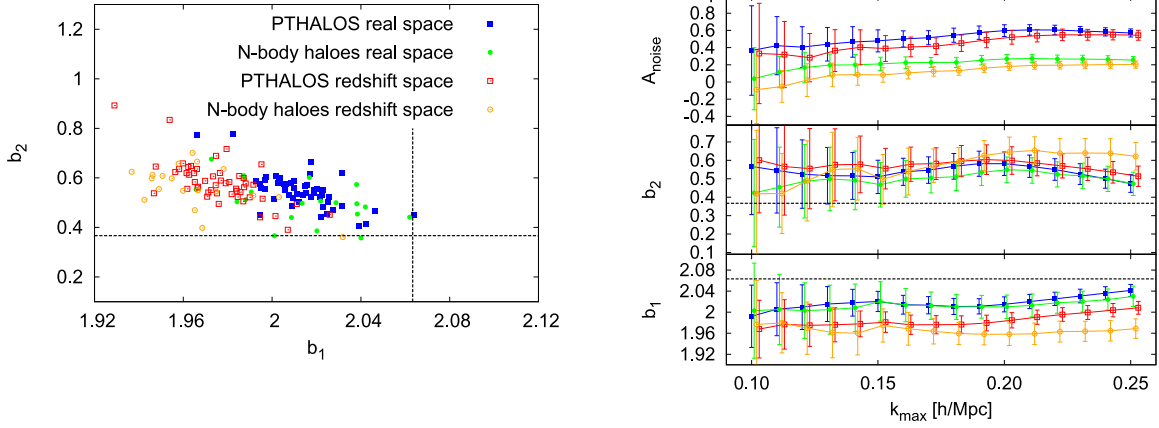 PTHALOS real space
N-body haloes real space
PTHALOS redshift space
N-body haloes redshift space
1.2
1
0.8
0.6
0.4
0.2
b2
1.92 1.96 2 2.04 2.08 2.12
b1
0.8
0.6
0.4
0.2
0
-0.2
-0.4
Anoise
0.7
0.6
0.5
0.4
0.3
0.2
0.1
b2
2.08
2.04
2
1.96
1.92
b1
0.10 0.15 0.20 0.25
kmax [h/Mpc]